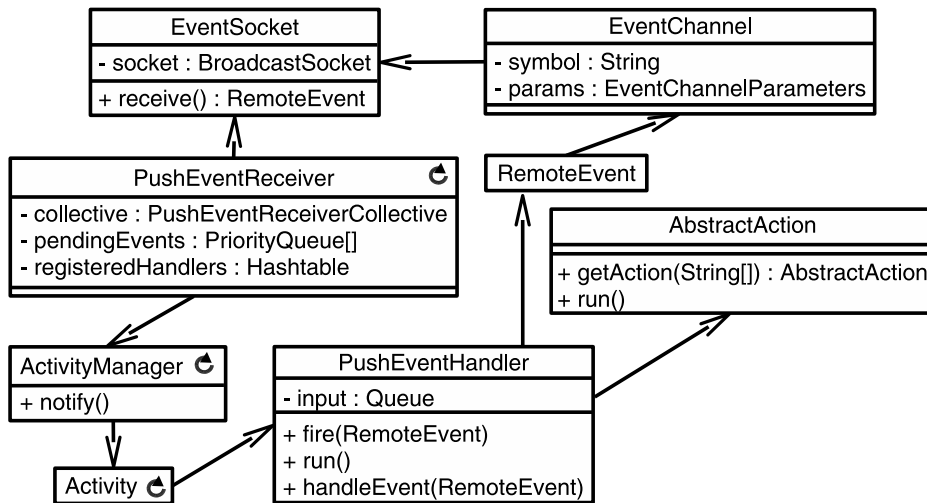 EventSocket
- socket : BroadcastSocket
+ receive() : RemoteEvent
EventChannel
- symbol : String
- params : EventChannelParameters
PushEventReceiver
- collective : PushEventReceiverCollective
- pendingEvents : PriorityQueue[]
- registeredHandlers : Hashtable
RemoteEvent
AbstractAction
+ getAction(String[]) : AbstractAction
+ run()
ActivityManager
+ notify()
PushEventHandler
- input : Queue
+ fire(RemoteEvent)
+ run()
+ handleEvent(RemoteEvent)
Activity